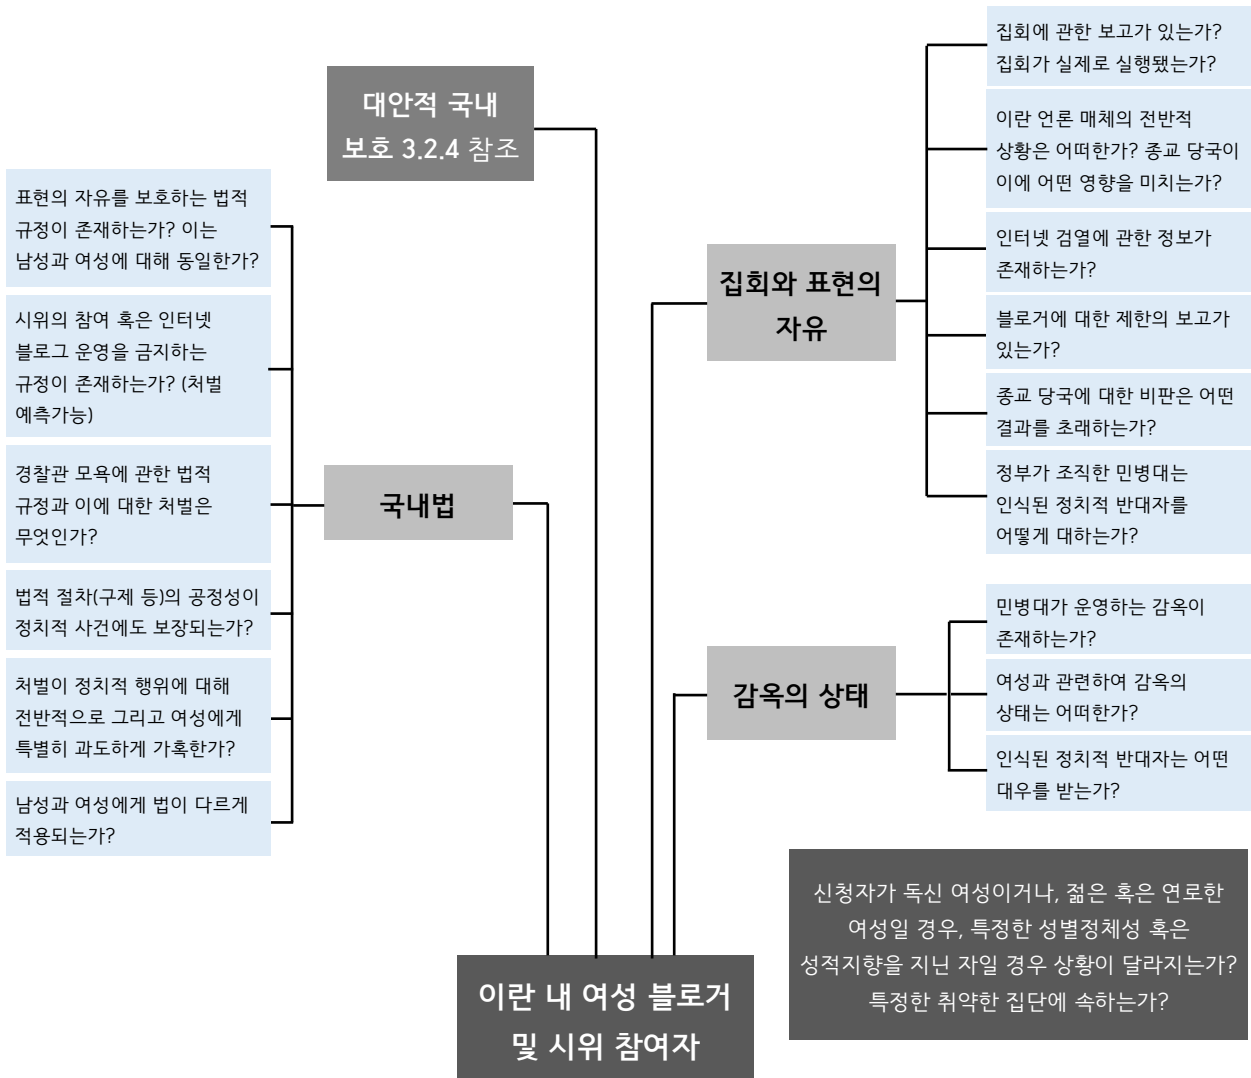 대안적 국내
보호 3.2.4 참조
표현의 자유를 보호하는 법적
규정이 존재하는가? 이는
남성과 여성에 대해 동일한가?
시위의 참여 혹은 인터넷
블로그 운영을 금지하는
규정이 존재하는가? (처벌
예측가능)
경찰관 모욕에 관한 법적
규정과 이에 대한 처벌은
무엇인가?
법적 절차(구제 등)의 공정성이
정치적 사건에도 보장되는가?
처벌이 정치적 행위에 대해
전반적으로 그리고 여성에게
특별히 과도하게 가혹한가?
남성과 여성에게 법이 다르게
적용되는가?
국내법
집회와 표현의
자유
집회에 관한 보고가 있는가?
집회가 실제로 실행됐는가?
이란 언론 매체의 전반적
상황은 어떠한가? 종교 당국이
이에 어떤 영향을 미치는가?
인터넷 검열에 관한 정보가
존재하는가?
블로거에 대한 제한의 보고가
있는가?
종교 당국에 대한 비판은 어떤
결과를 초래하는가?
정부가 조직한 민병대는
인식된 정치적 반대자를
어떻게 대하는가?
감옥의 상태
민병대가 운영하는 감옥이
존재하는가?
여성과 관련하여 감옥의
상태는 어떠한가?
인식된 정치적 반대자는 어떤
대우를 받는가?
신청자가 독신 여성이거나, 젊은 혹은 연로한
여성일 경우, 특정한 성별정체성 혹은
성적지향을 지닌 자일 경우 상황이 달라지는가?
특정한 취약한 집단에 속하는가?
이란 내 여성 블로거
및 시위 참여자